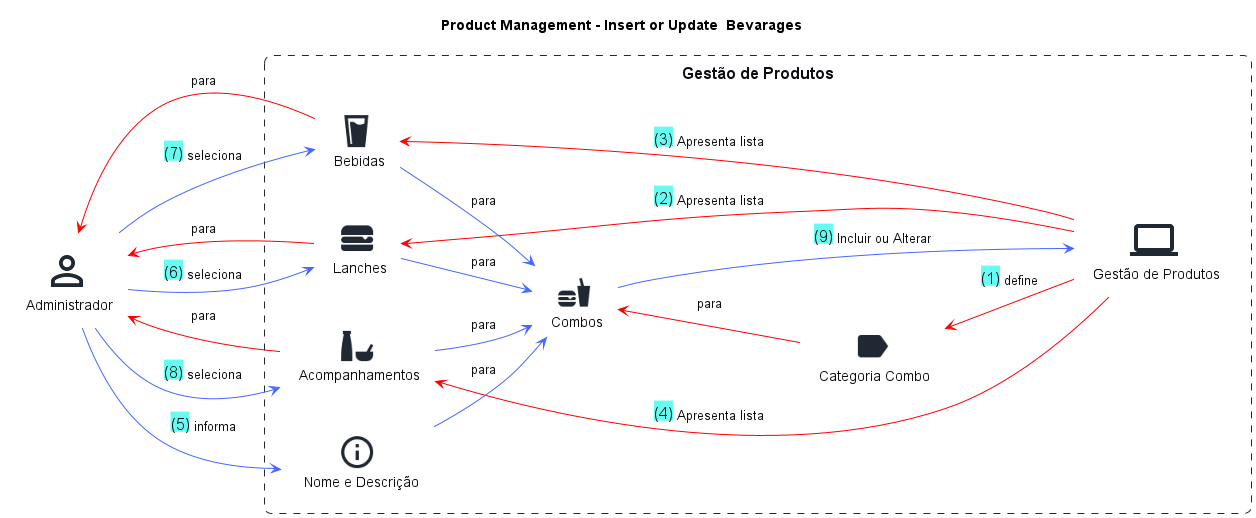 Product Management - Insert or Update  Bevarages
Gestão de Produtos
para
(3) Apresenta lista
(7) seleciona
Bebidas
para
(2) Apresenta lista
para
(9) Incluir ou Alterar
para
Lanches
(6) seleciona
Gestão de Produtos
(1) define
Administrador
para
para
Combos
para
(8) seleciona
Acompanhamentos
para
Categoria Combo
(4) Apresenta lista
(5) informa
Nome e Descrição